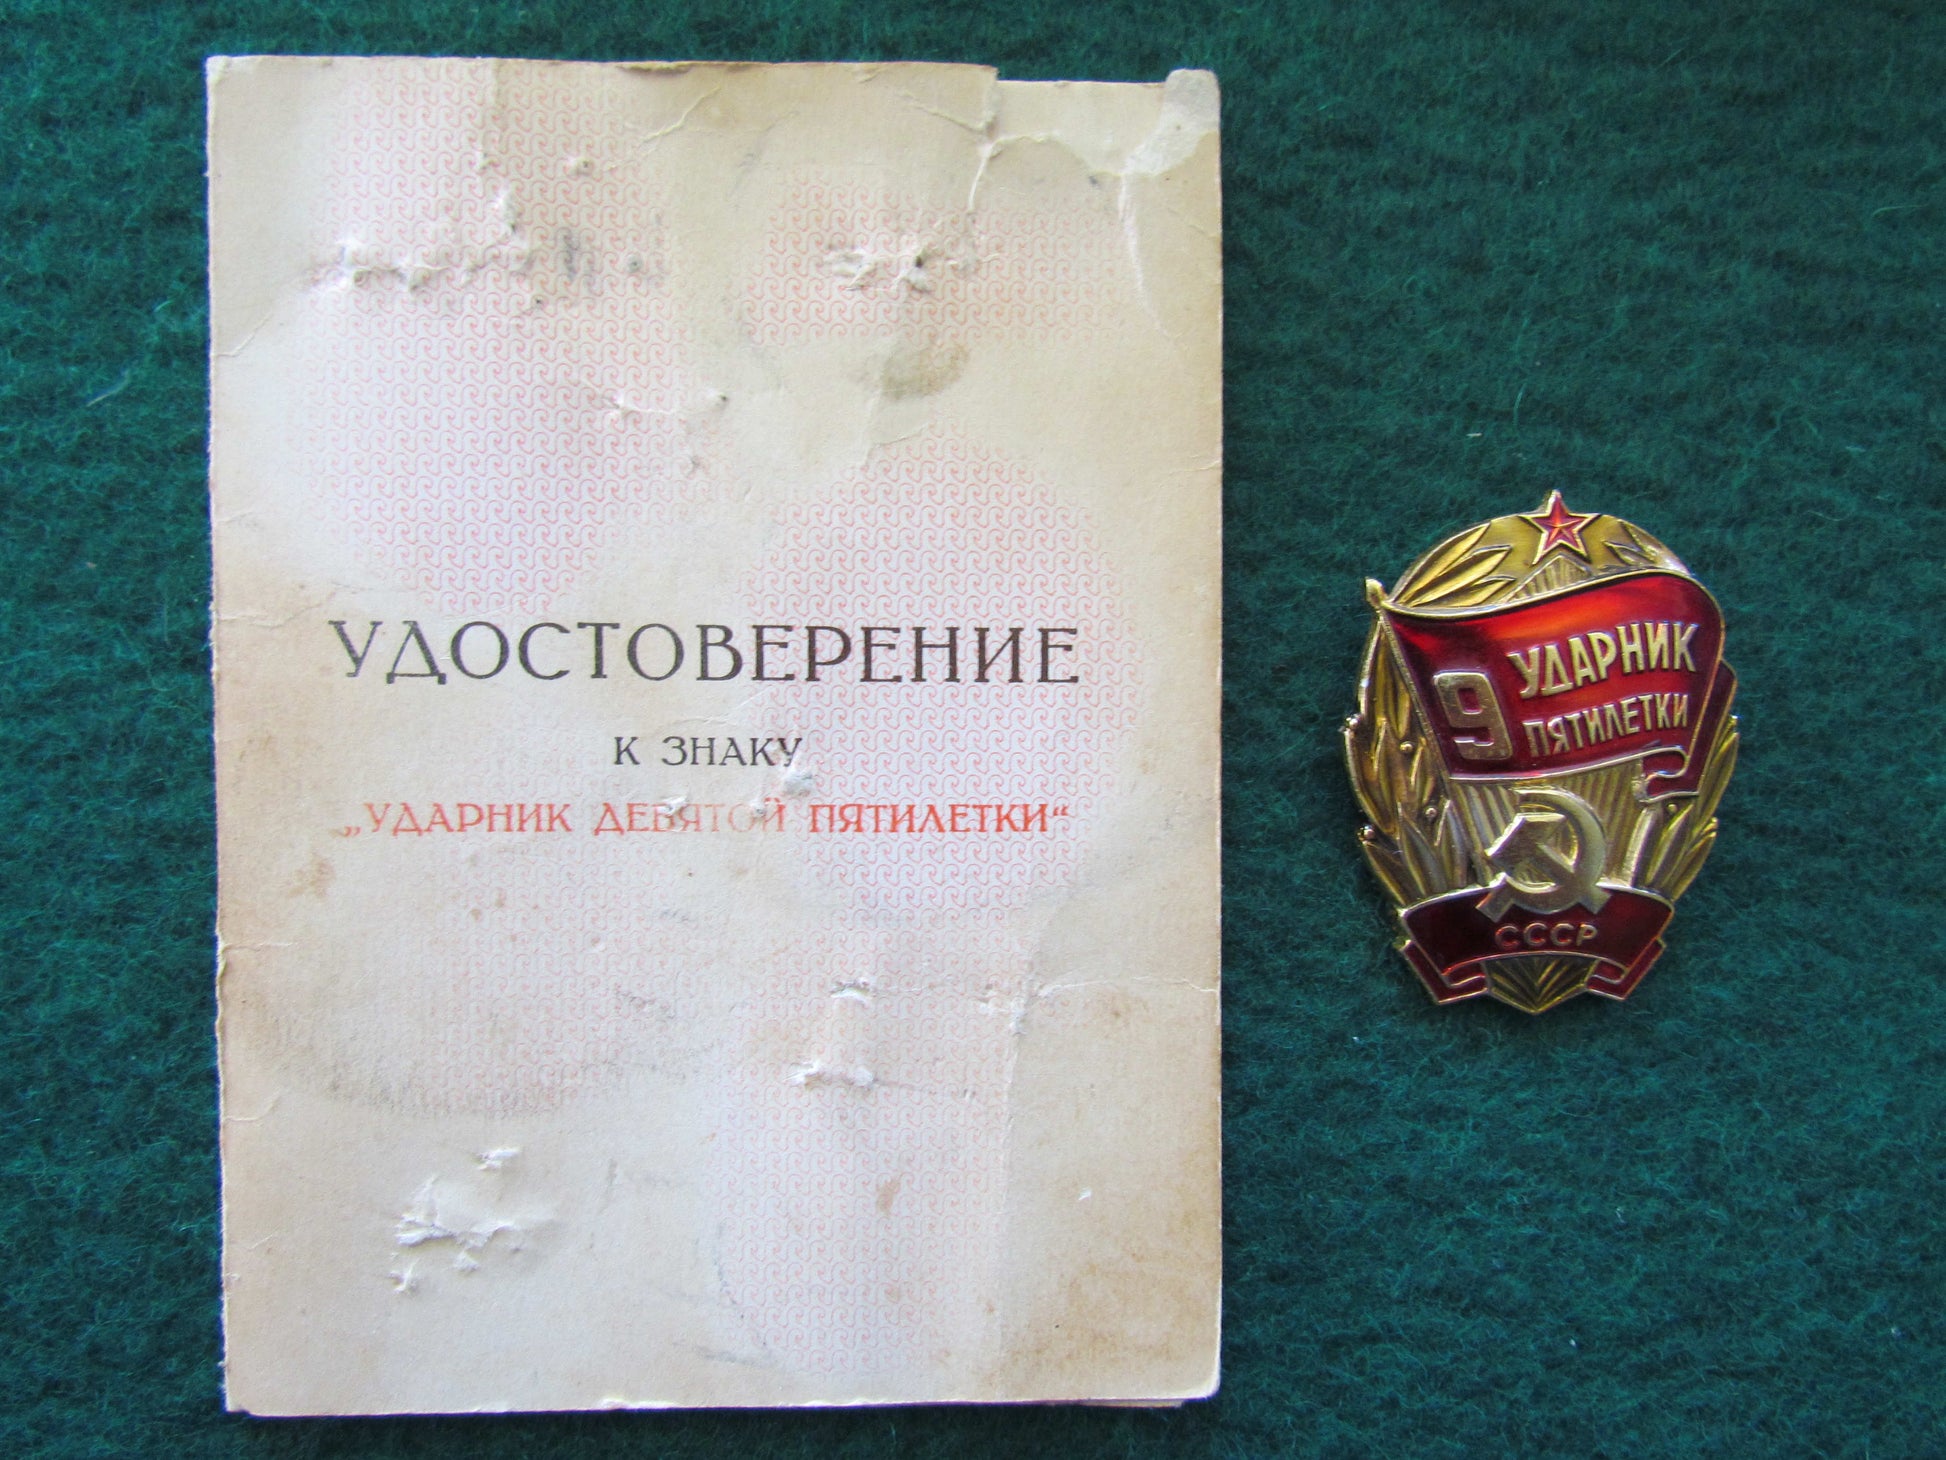 УДОСТОВЕРЕНИЕ
К ЗНАКУ
„УДАРНИК ДЕВЯТОЙ ПЯТИЛЕТКИ“
9 УДАРНИК
ПЯТИЛЕТКИ
СССР